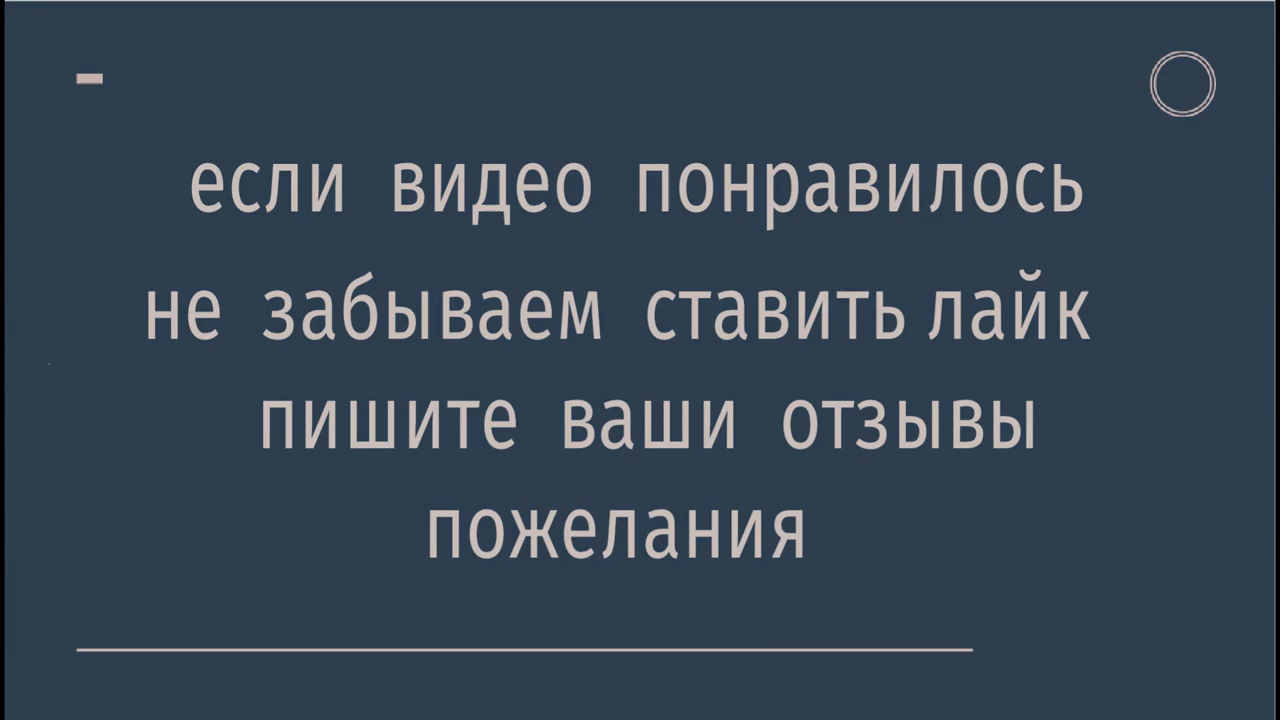 если видео понравилось
не забываем ставить лайк
пишите ваши отзывы
пожелания